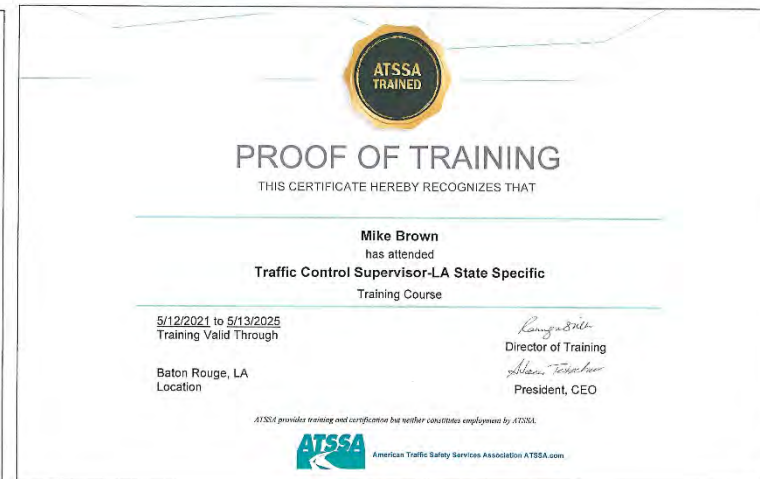 ATSSA
TRAINED
PROOF OF TRAINING
THIS CERTIFICATE HEREBY RECOGNIZES THAT
Mike Brown
has attended
Traffic Control Supervisor-LA State Specific
Training Course
5/12/2021 to 5/13/2025
Training Valid Through
Director of Training
Baton Rouge, LA
Location
President, CEO
ATSSA provides training and certification but neither constitutes employment by ATSSA.
ATSSA
American Traffic Safety Services Association ATSSA.com